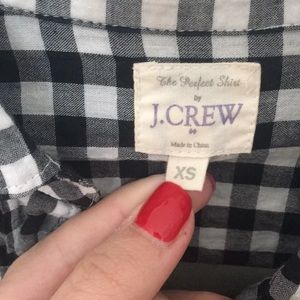 The Perfect Shirt
by
J.CREW
Made in China
XS